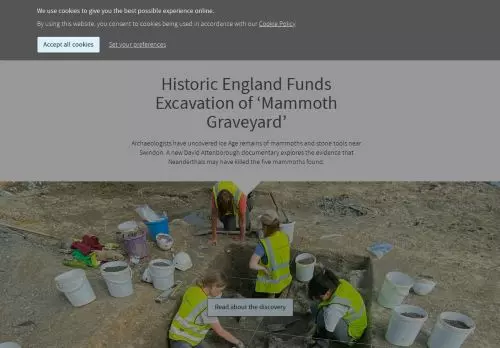 We use cookies to give you the best possible experience online.
By using this website, you consent to cookies being used in accordance with our Cookie Policy.
Accept all cookies
Set your preferences
Historic England Funds
Excavation of ‘Mammoth
Graveyard’
Archaeologists have uncovered Ice Age remains of mammoths and stone tools near
Swindon. A new David Attenborough documentary explores the evidence that
Neanderthals may have killed the five mammoths found.
Read about the discovery